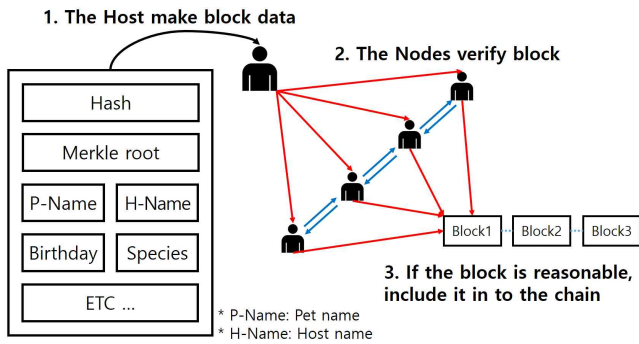 1. The Host make block data
2. The Nodes verify block
Hash
Merkle root
P-Name
H-Name
Birthday
Species
ETC ...
Block1
Block2
Block3
3. If the block is reasonable,
include it in to the chain
* P-Name: Pet name
* H-Name: Host name